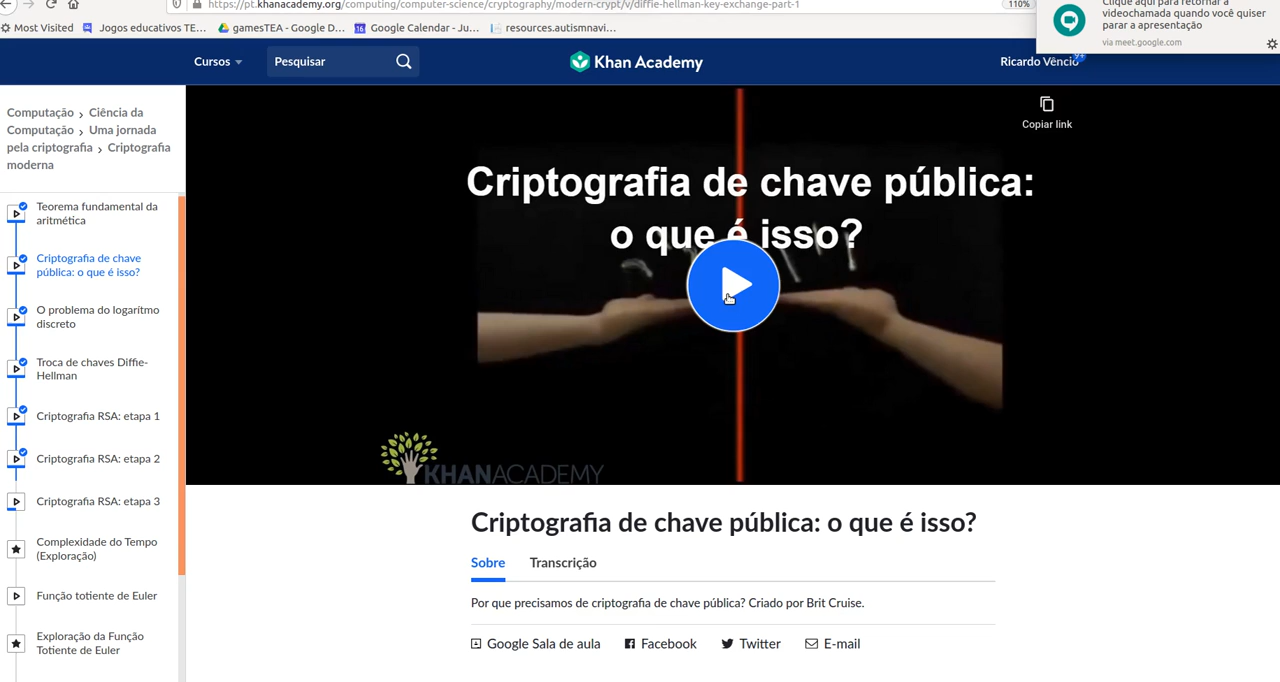 https://pt.khanacademy.org/computing/computer-science/cryptography/modern-crypt/v/diffie-hellman-key-exchange-part-1
110%
Clique aqui para retornar a
videochamada quando você quiser
parar a apresentação
via meet.google.com
Most Visited
Jogos educativos TE...
gamesTEA - Google D...
Google Calendar - Ju...
resources.autismnavi...
Cursos
Pesquisar
Khan Academy
Ricardo Vêncio
9+
Computação > Ciência da
Computação > Uma jornada
pela criptografia > Criptografia
moderna
Teorema fundamental da
aritmética
Criptografia de chave
pública: o que é isso?
O problema do logarítmo
discreto
Troca de chaves Diffie-
Hellman
Criptografia RSA: etapa 1
Criptografia RSA: etapa 2
Criptografia RSA: etapa 3
Complexidade do Tempo
(Exploração)
Função totiente de Euler
Exploração da Função
Totiente de Euler
Copiar link
Criptografia de chave pública:
o que é isso?
KHANACADEMY
Criptografia de chave pública: o que é isso?
Sobre
Transcrição
Por que precisamos de criptografia de chave pública? Criado por Brit Cruise.
Google Sala de aula
Facebook
Twitter
E-mail